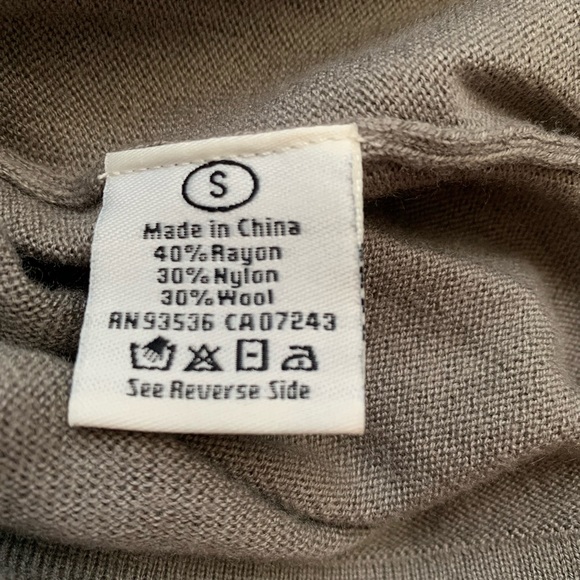 S
Made in China
40%Rayon
30%Nylon
30%Wool
RN93536 CA07243
See Reverse Side